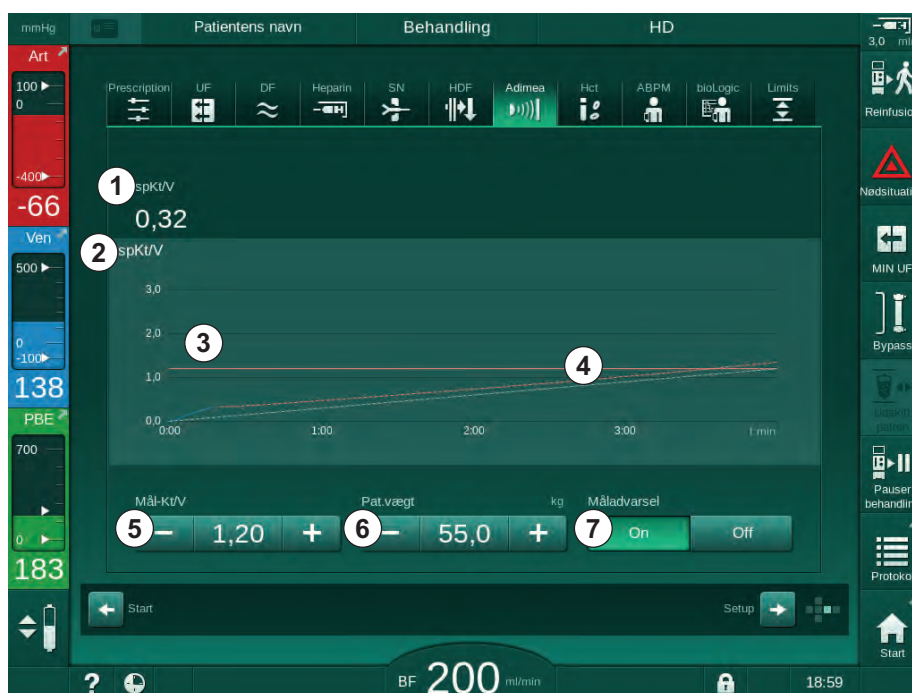 mmHg Patientens navn Behandling HD
3,0
Art
100
0
-400
-66
Ven
500
0
-100
138
PBE
700
0
183
Prescription UF DF Heparin SN HDF Adimea Hct ABPM bioLogic Limits
1 spKt/V
0,32
2 spKt/V
3,0
2,0
3
4
1,0
0,0
0:00 1:00 2:00 3:00 min
Mål-Kt/V Pat.vægt kg Måladvarsel
5 − 1,20 + 6 − 55,0 + 7 On Off
Start Setup
? BF 200 ml/min 18:59
Reinfusio
Nødsituati
MIN UF
Bypass
patron
Pauser
behandlin
Protokol
Start